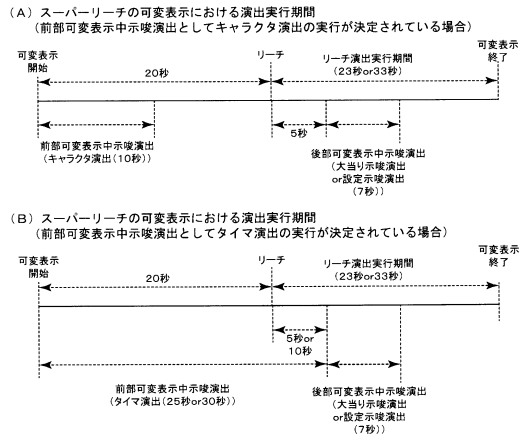 (A)スーパーリーチの可変表示における演出実行期間
(前部可変表示中示唆演出としてキャラクタ演出の実行が決定されている場合)
可変表示
開始
リーチ
可変表示
終了
20秒
リーチ演出実行期間
(23秒or33秒)
5秒
前部可変表示中示唆演出
(キャラクタ演出(10秒))
後部可変表示中示唆演出
(大当り示唆演出
or設定示唆演出
(7秒))
(B)スーパーリーチの可変表示における演出実行期間
(前部可変表示中示唆演出としてタイマ演出の実行が決定されている場合)
可変表示
開始
リーチ
可変表示
終了
20秒
リーチ演出実行期間
(23秒or33秒)
5秒or
10秒
前部可変表示中示唆演出
(タイマ演出(25秒or30秒))
後部可変表示中示唆演出
(大当り示唆演出
or設定示唆演出
(7秒))